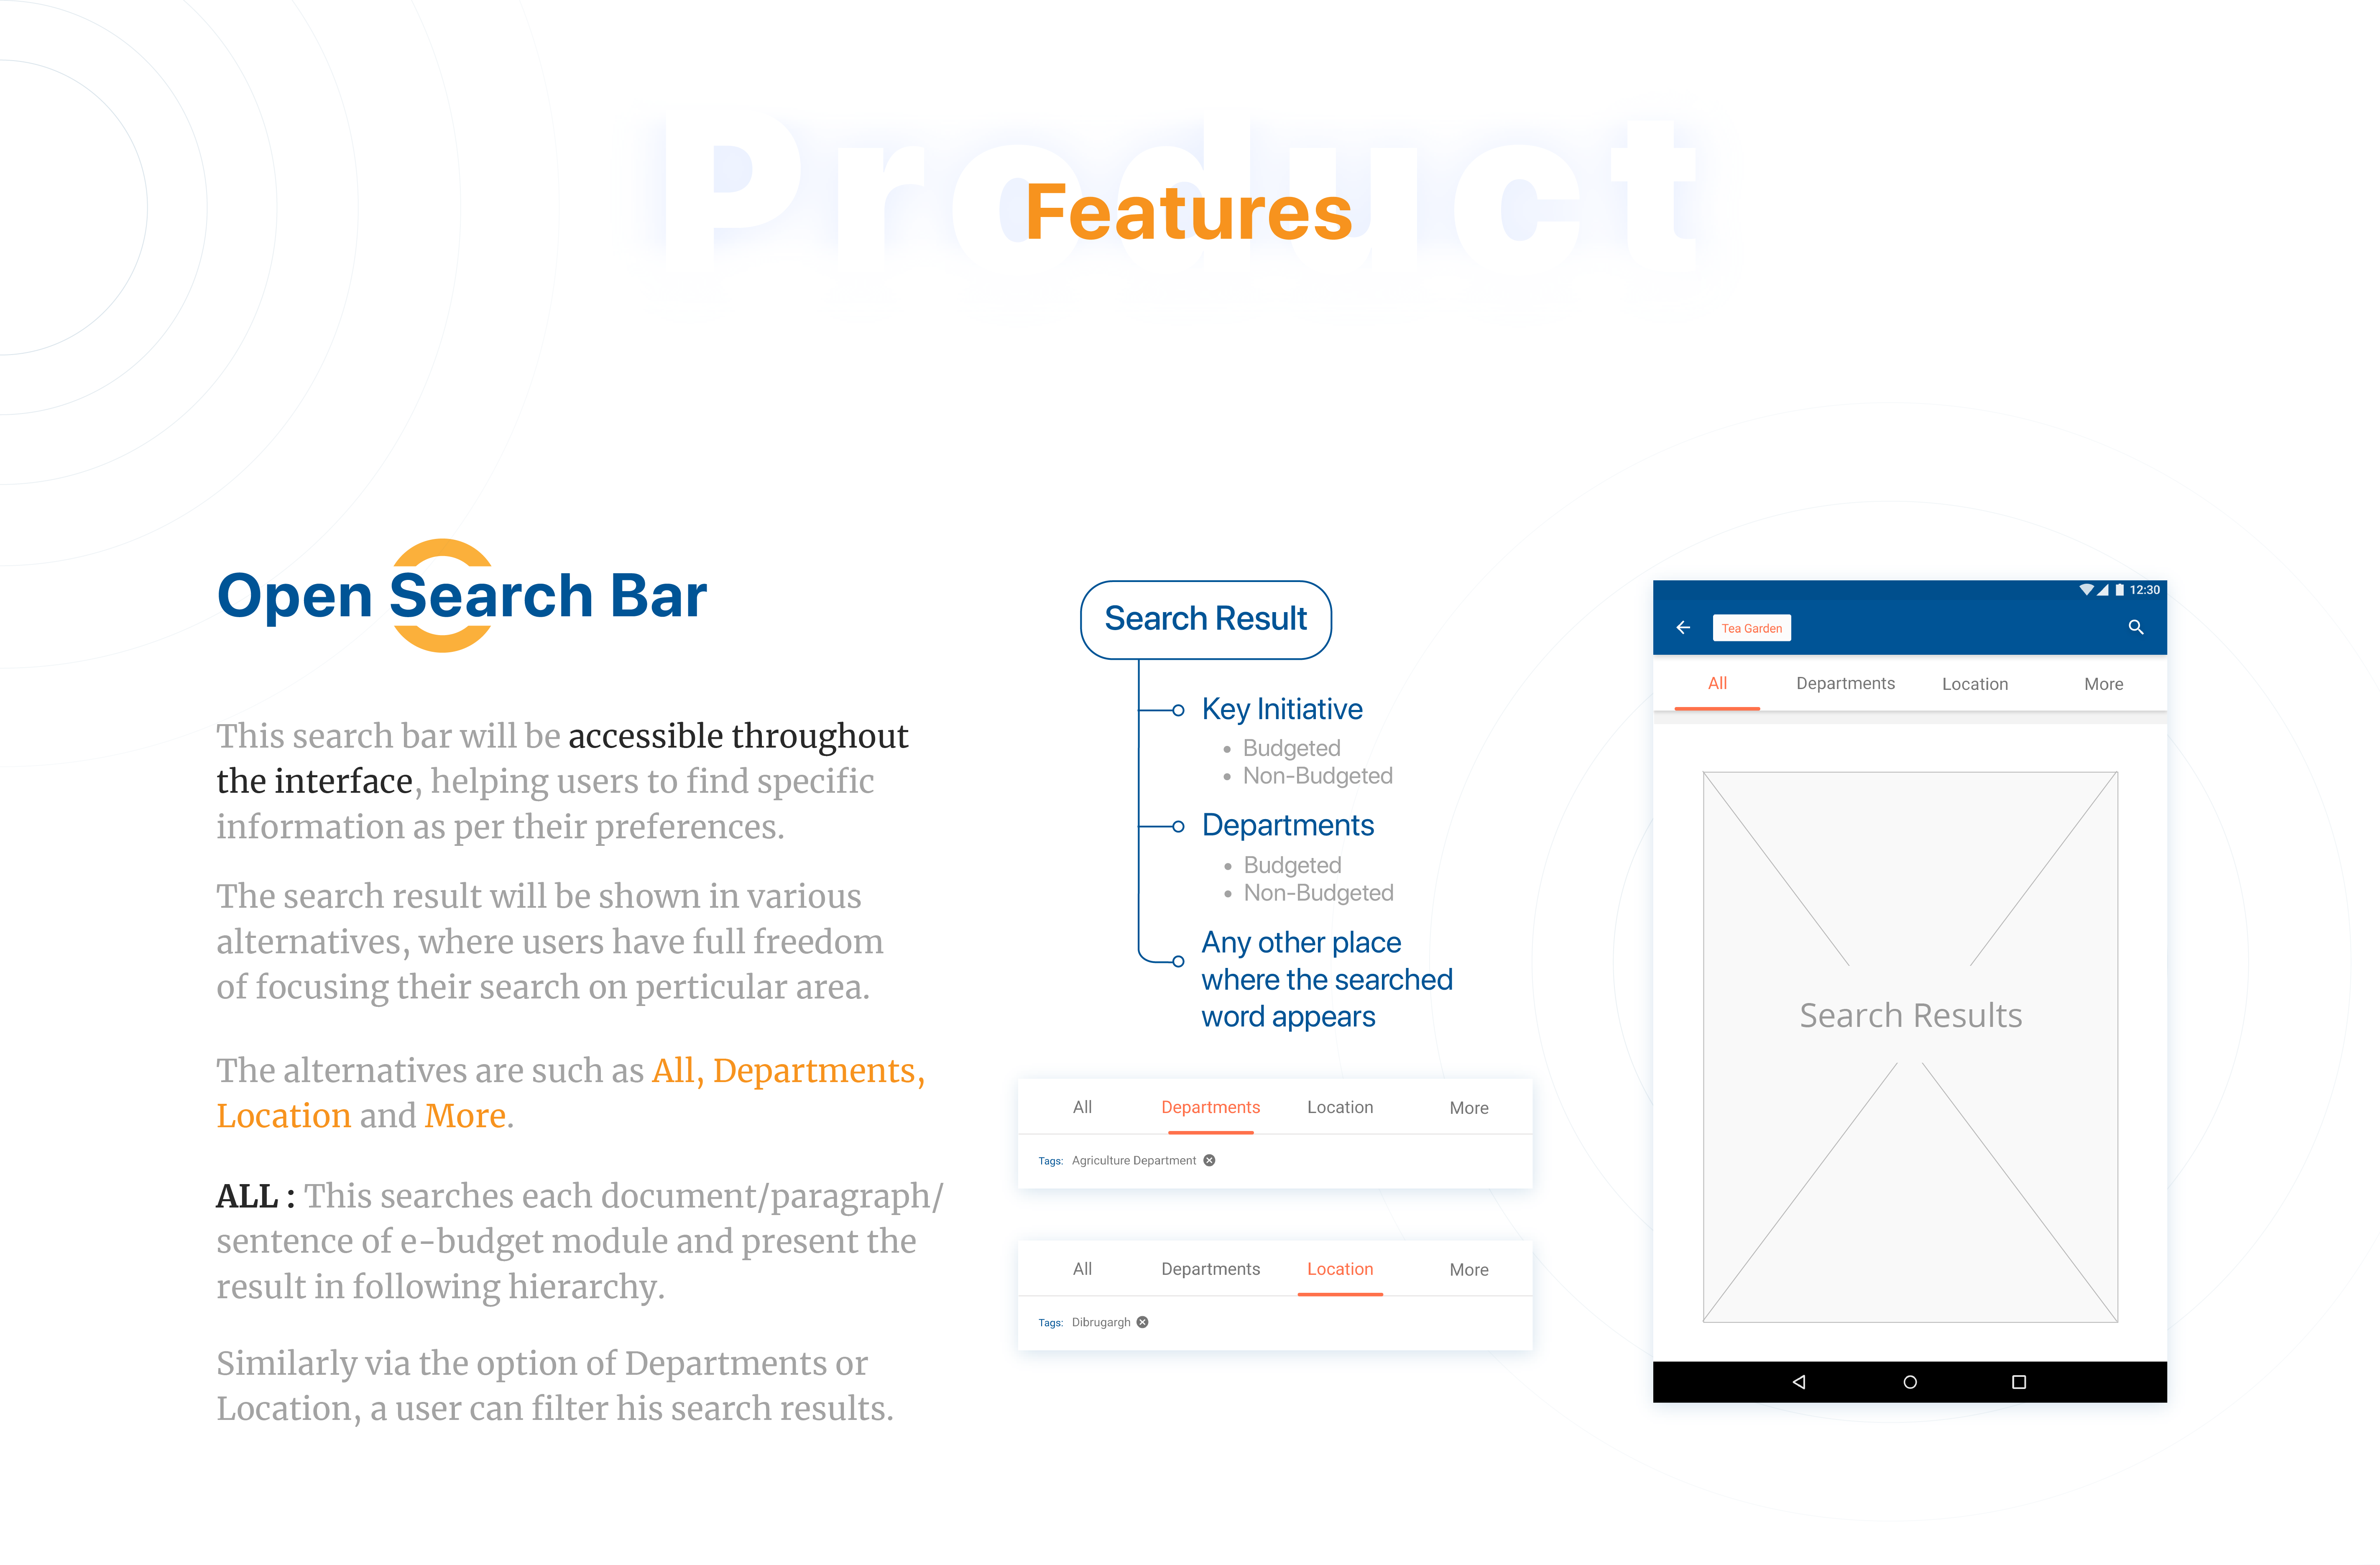 Product
Features
Open Search Bar
This search bar will be accessible throughout
the interface, helping users to find specific
information as per their preferences.
The search result will be shown in various
alternatives, where users have full freedom
of focusing their search on perticular area.
The alternatives are such as All, Departments,
Location and More.
ALL : This searches each document/paragraph/
sentence of e-budget module and present the
result in following hierarchy.
Similarly via the option of Departments or
Location, a user can filter his search results.
Search Result
Key Initiative
• Budgeted
• Non-Budgeted
Departments
• Budgeted
• Non-Budgeted
Any other place
where the searched
word appears
All Departments Location More
Tags: Agriculture Department
All Departments Location More
Tags: Dibrugargh
12:30
Tea Garden
All Departments Location More
Search Results